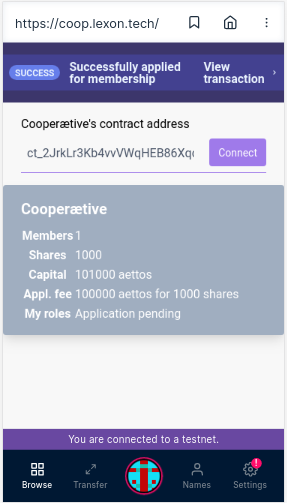 https://coop.lexon.tech/
SUCCESS
Successfully applied
for membership
View
transaction
Cooperætive's contract address
ct_2JrkLr3Kb4vvVWqHEB86Xq
Connect
Cooperætive
Members 1
Shares 1000
Capital 101000 aettos
Appl. fee 100000 aettos for 1000 shares
My roles Application pending
You are connected to a testnet.
Browse
Transfer
Names
Settings
!